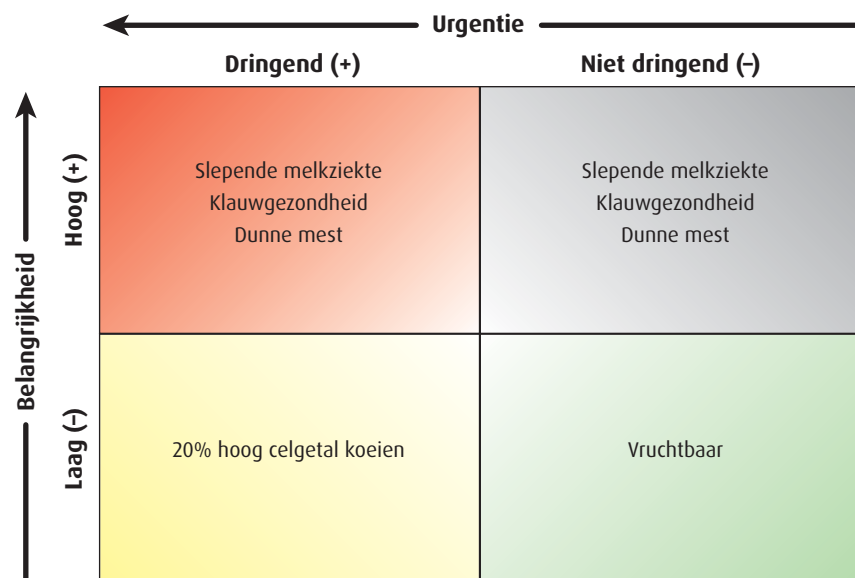 Urgentie
Dringend (+)
Niet dringend (–)
Belangrijkheid
Hoog (+)
Slepende melkziekte
Klauwgezondheid
Dunne mest
Slepende melkziekte
Klauwgezondheid
Dunne mest
Laag (–)
20% hoog celgetal koeien
Vruchtbaar